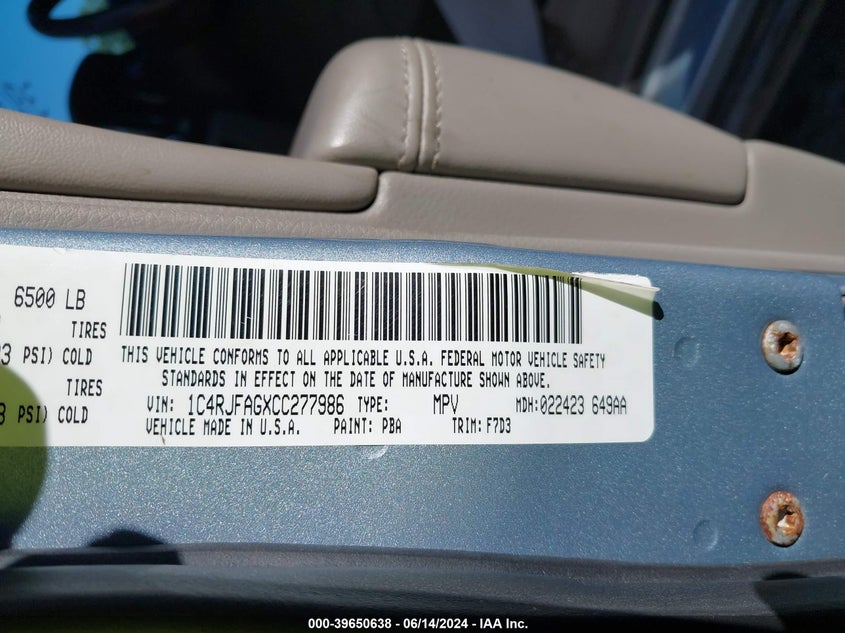 6500 LB
TIRES
PSI) COLD
TIRES
PSI) COLD
THIS VEHICLE CONFORMS TO ALL APPLICABLE U.S.A. FEDERAL MOTOR VEHICLE SAFETY
STANDARDS IN EFFECT ON THE DATE OF MANUFACTURE SHOWN ABOVE.
VIN: 1C4RJFAGXCC277986 TYPE: MPV MDH:022423 649AA
VEHICLE MADE IN U.S.A. PAINT: PBA TRIM:F7D3
000-39650638 - 06/14/2024 - IAA Inc.